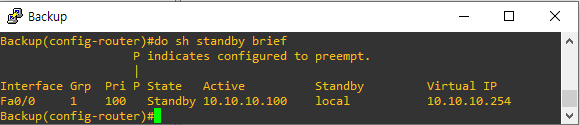 Backup
Backup(config-router)#do sh standby brief
P indicates configured to preempt.
|
Interface Grp Pri P State Active Standby Virtual IP
Fa0/0 1 100 Standby 10.10.10.100 local 10.10.10.254
Backup(config-router)#